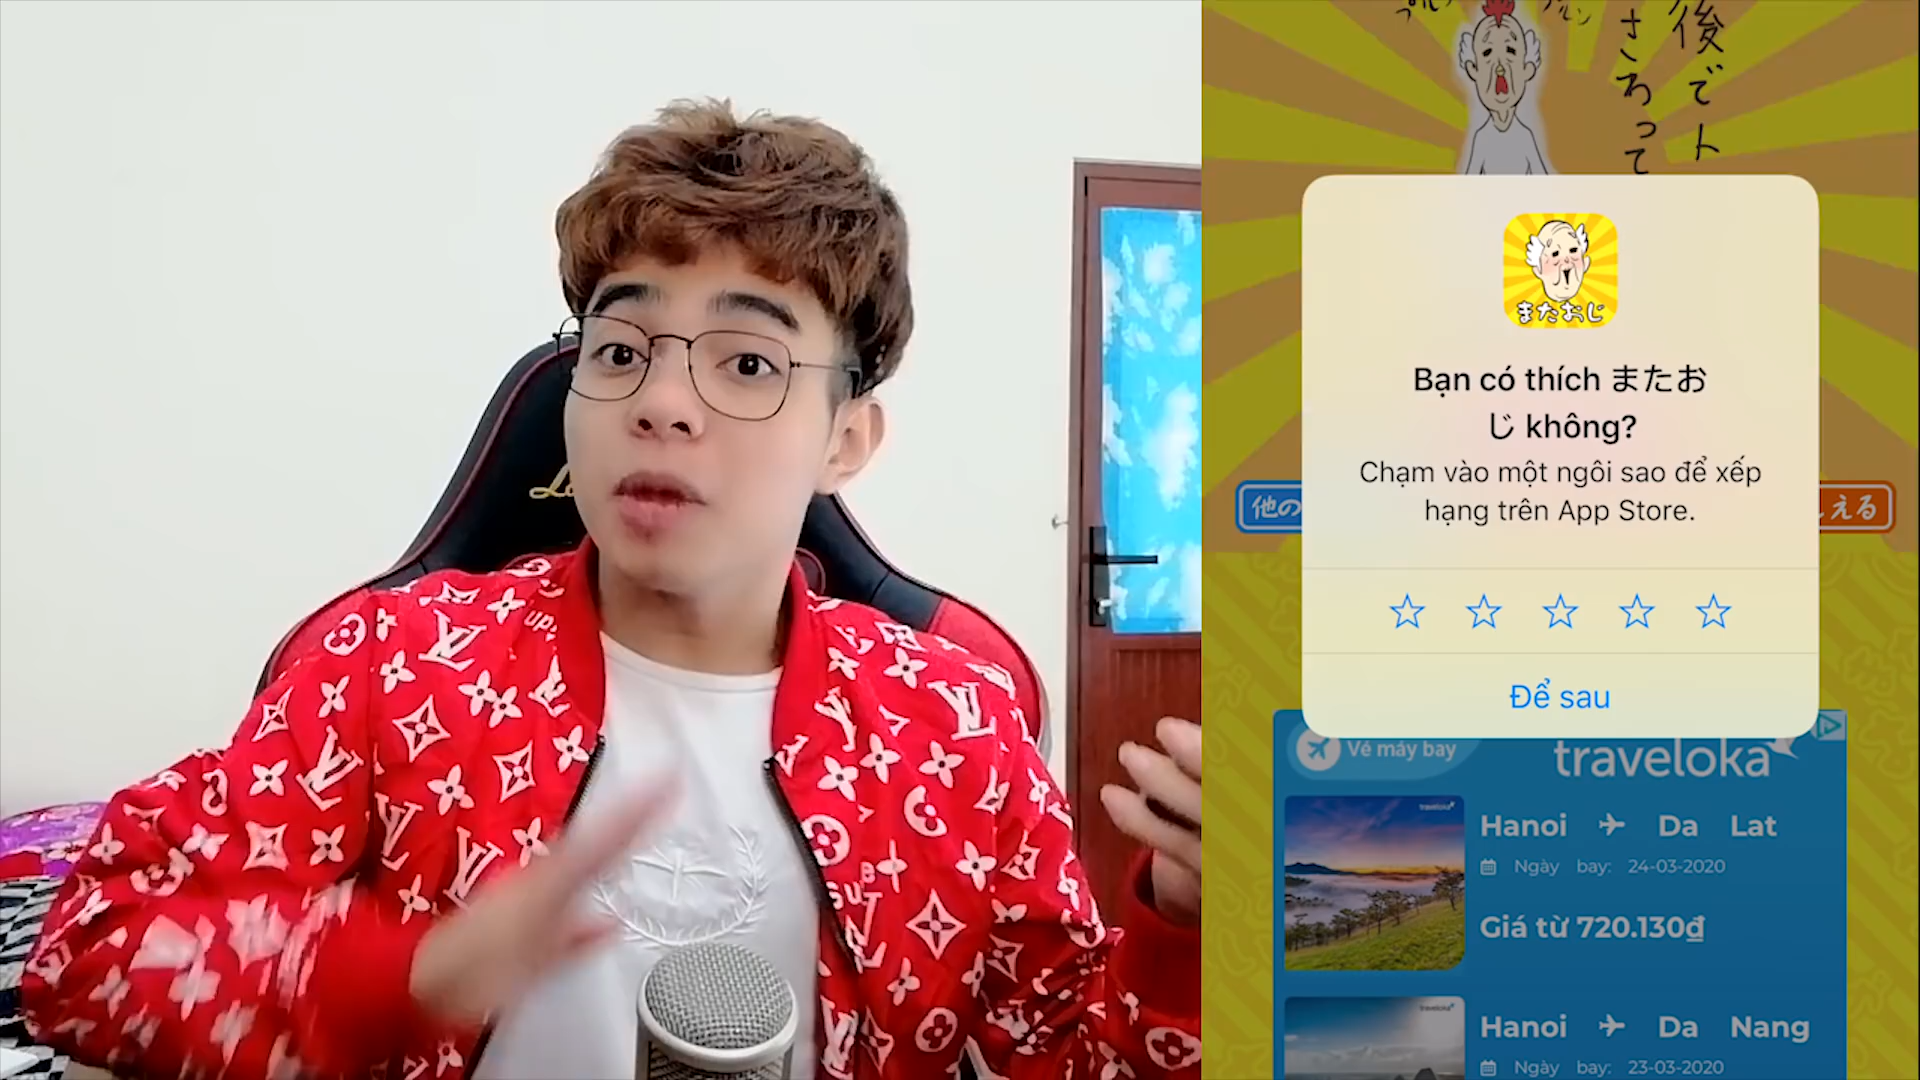 後でト
さわって
またおじ
Bạn có thích またお
じ không?
Chạm vào một ngôi sao để xếp
hạng trên App Store.
他の
える
Để sau
Vé máy bay
traveloka
Hanoi Da Lat
Ngày bay: 24-03-2020
Giá từ 720.130₫
Hanoi Da Nang
Ngày bay: 23-03-2020